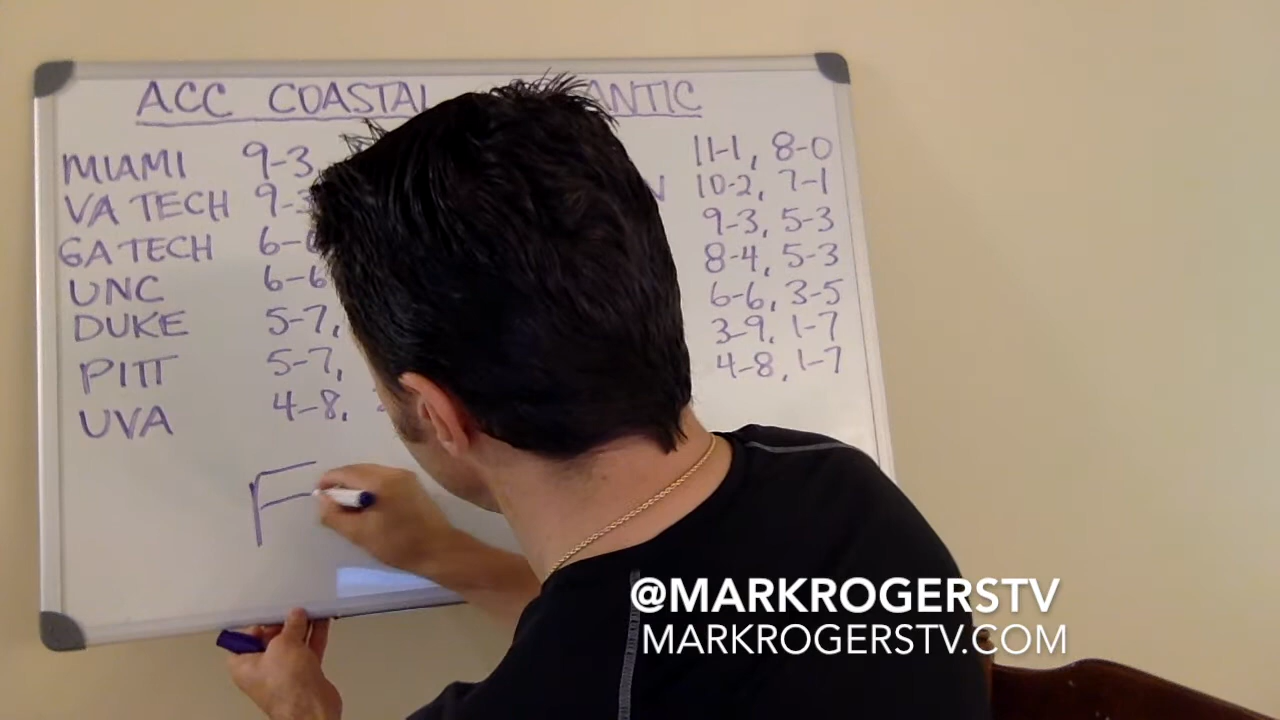 ACC COASTAL ANTIC
MIAMI 9-3, 11-1, 8-0
VA TECH 9-3 N 10-2, 7-1
GA TECH 6-6 9-3, 5-3
UNC 6-6 8-4, 5-3
DUKE 5-7, 6-6, 3-5
PITT 5-7, 3-9, 1-7
UVA 4-8, 4-8, 1-7
F
@MARKROGERSTV
MARKROGERSTV.COM